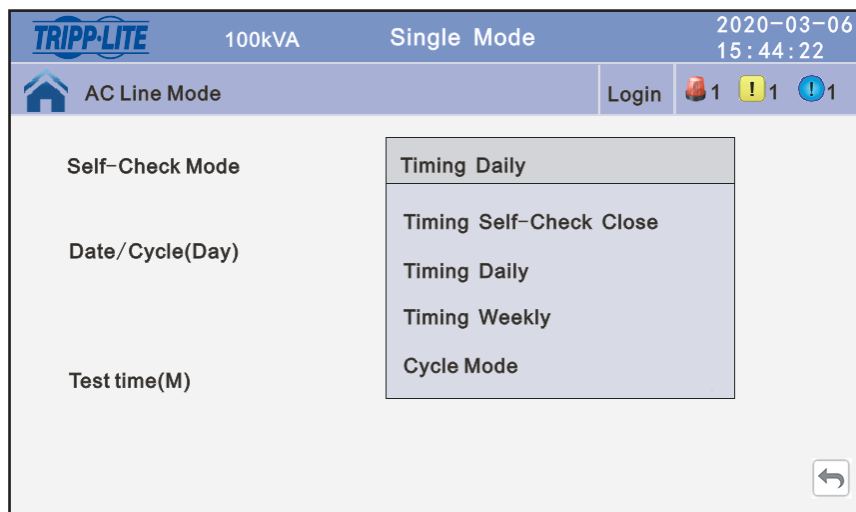 TRIPP·LITE 100kVA Single Mode 2020-03-06
15:44:22
AC Line Mode Login 1 ! 1 ! 1
Self-Check Mode Timing Daily
Timing Self-Check Close
Date/Cycle(Day)
Timing Daily
Timing Weekly
Cycle Mode
Test time(M)